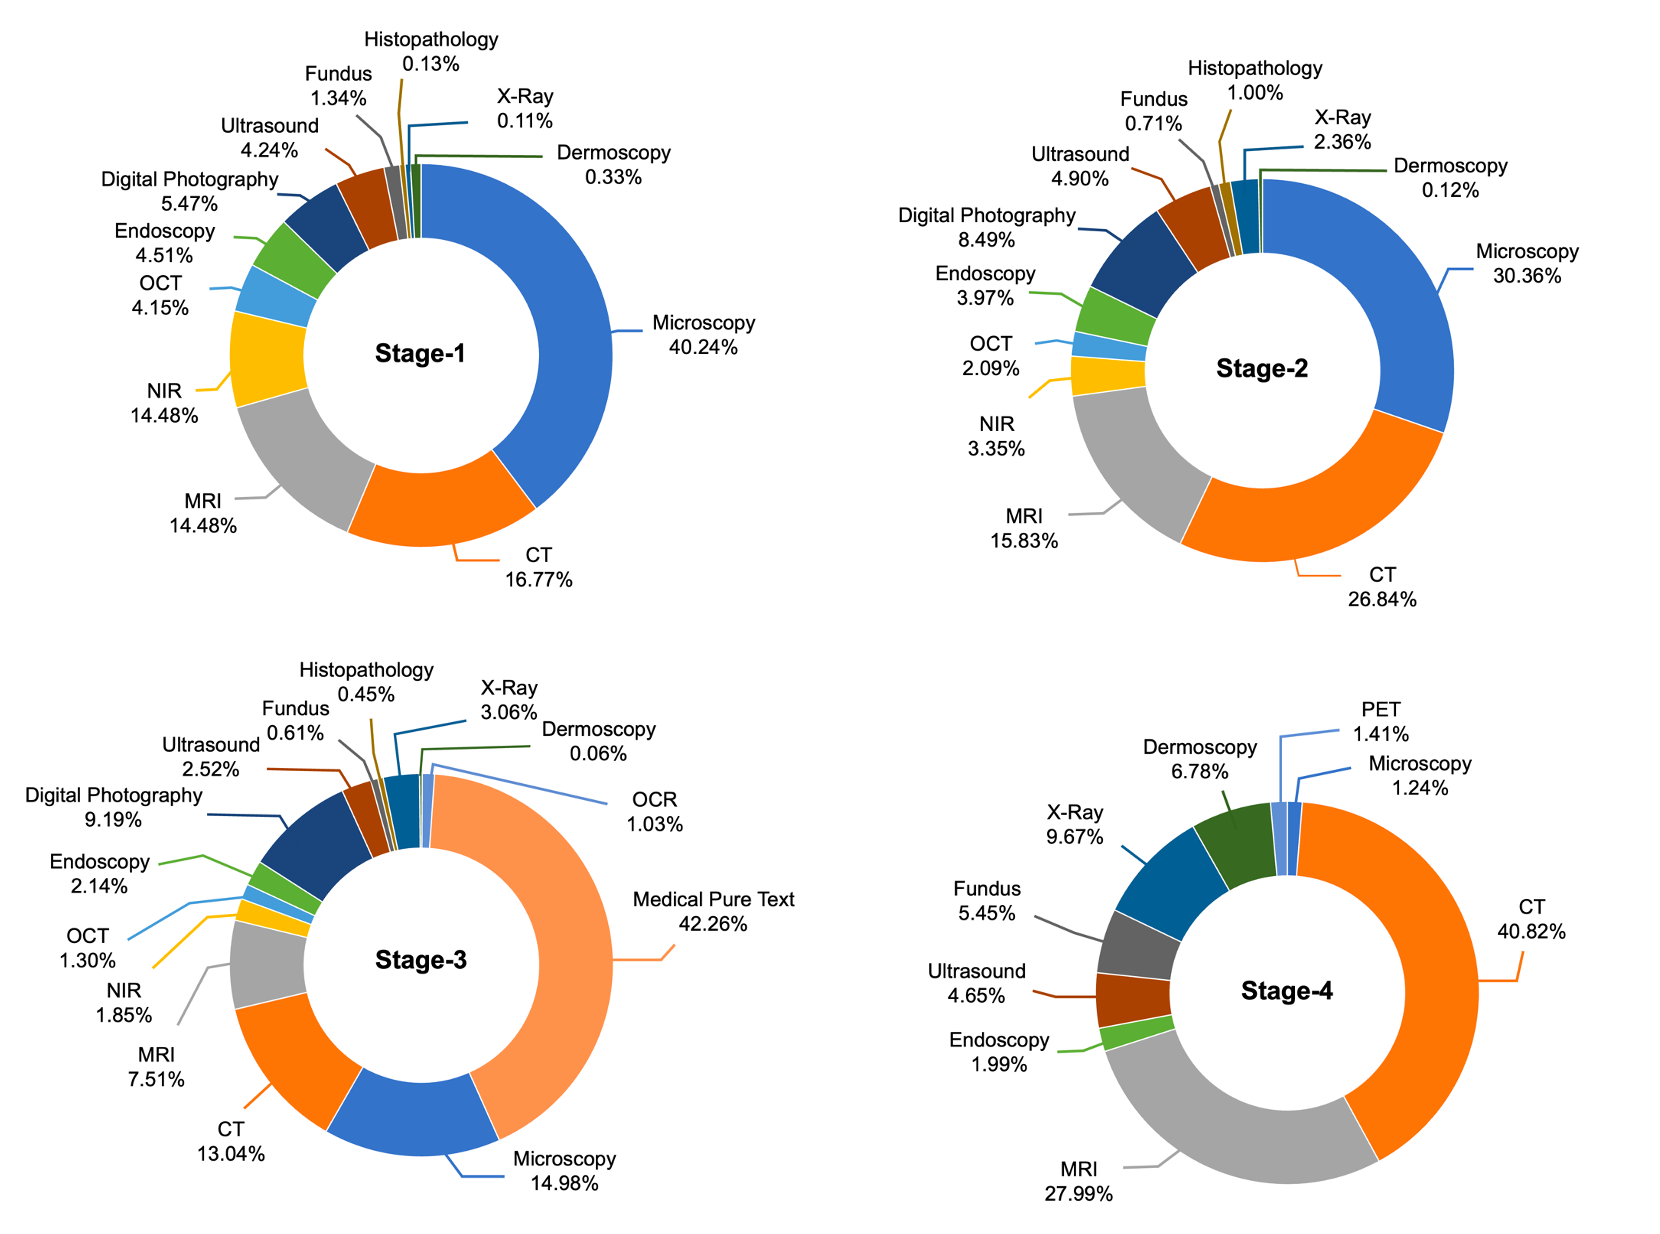 Histopathology
0.13%
Fundus
1.34%
X-Ray
0.11%
Ultrasound
4.24%
Dermoscopy
0.33%
Digital Photography
5.47%
Endoscopy
4.51%
OCT
4.15%
Microscopy
40.24%
Stage-1
NIR
14.48%
MRI
14.48%
CT
16.77%
Histopathology
1.00%
Fundus
0.71%
X-Ray
2.36%
Ultrasound
4.90%
Dermoscopy
0.12%
Digital Photography
8.49%
Microscopy
30.36%
Endoscopy
3.97%
OCT
2.09%
Stage-2
NIR
3.35%
MRI
15.83%
CT
26.84%
Histopathology
0.45%
X-Ray
3.06%
Fundus
0.61%
Dermoscopy
0.06%
Ultrasound
2.52%
Digital Photography
9.19%
OCR
1.03%
Endoscopy
2.14%
Medical Pure Text
42.26%
OCT
1.30%
Stage-3
NIR
1.85%
MRI
7.51%
CT
13.04%
Microscopy
14.98%
PET
1.41%
Dermoscopy
6.78%
Microscopy
1.24%
X-Ray
9.67%
Fundus
5.45%
CT
40.82%
Ultrasound
4.65%
Stage-4
Endoscopy
1.99%
MRI
27.99%